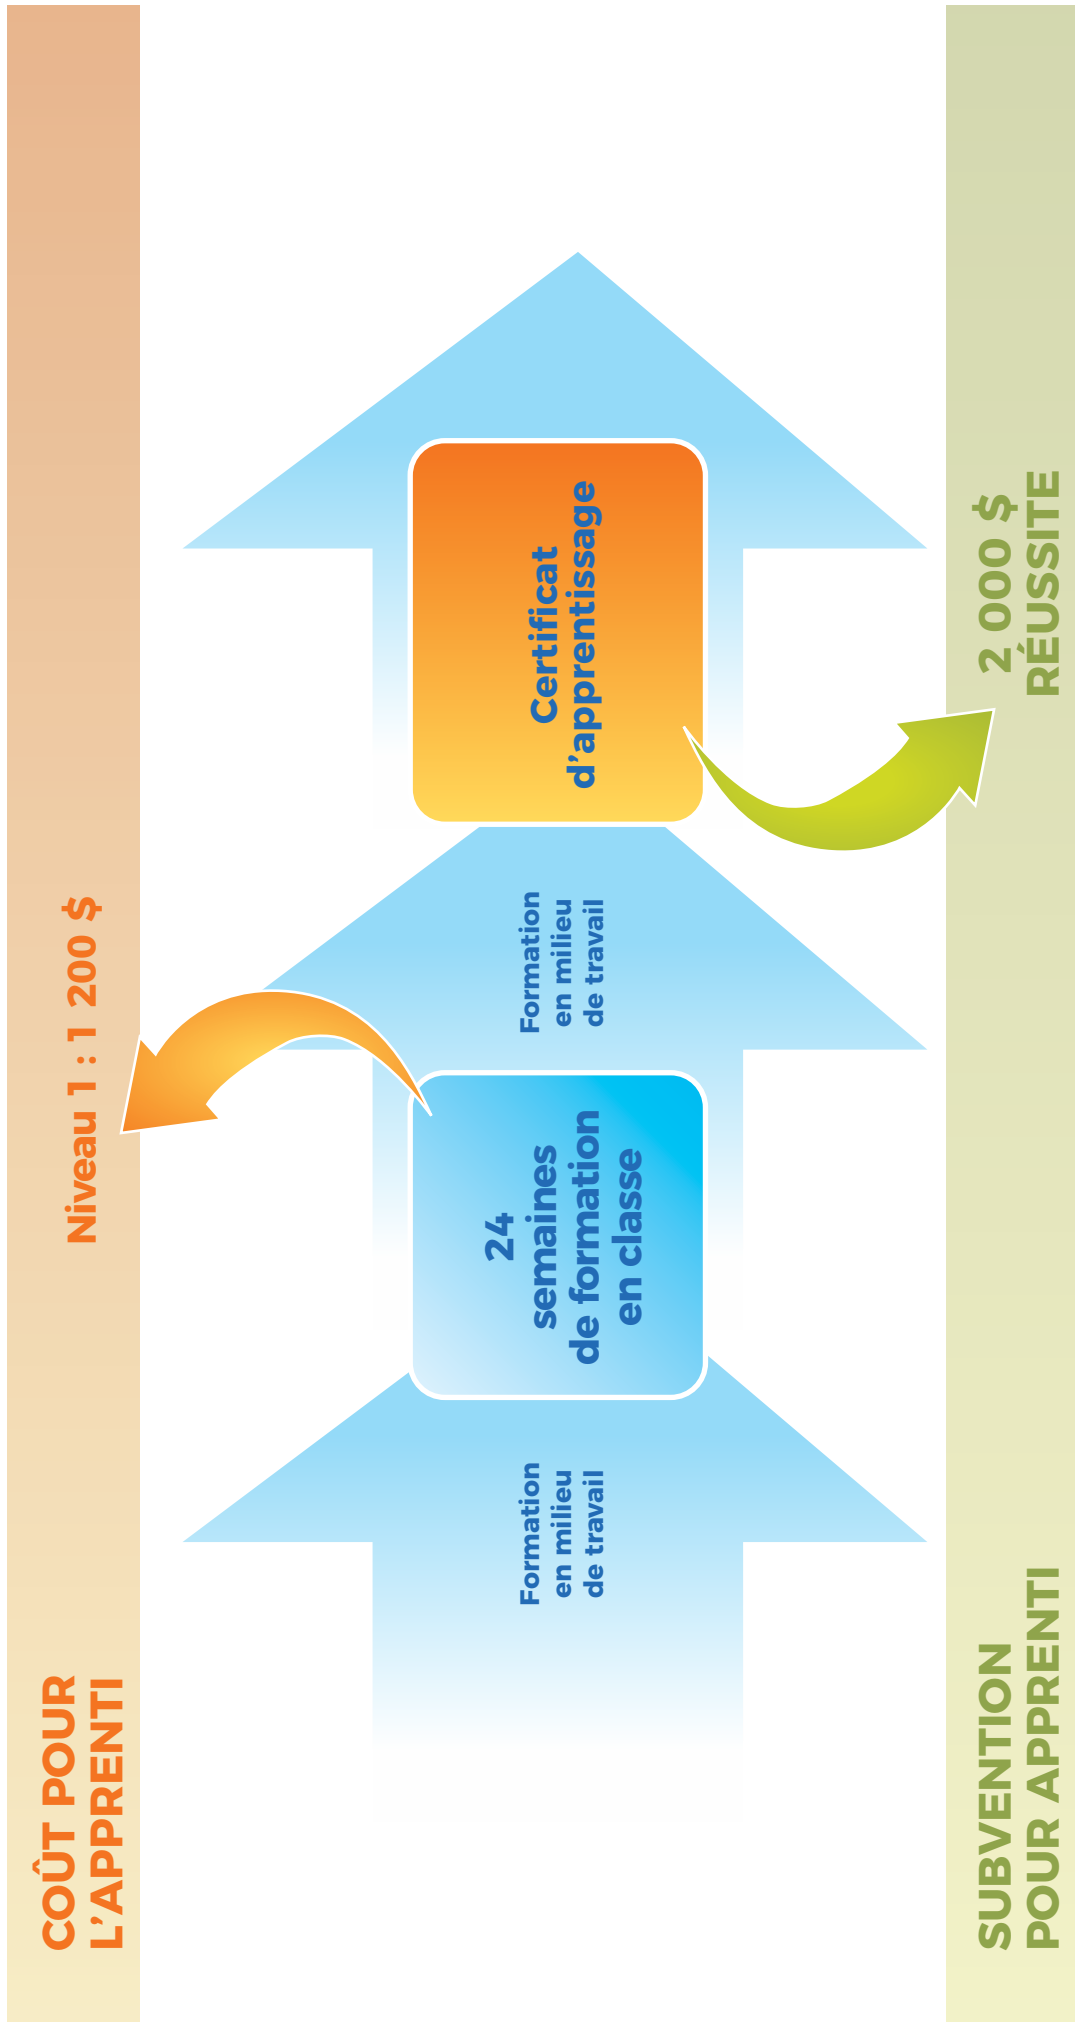 COÛT POUR
L’APPRENTI
Niveau 1 : 1 200 $
Formation
en milieu
de travail
24
semaines
de formation
en classe
Formation
en milieu
de travail
Certificat
d’apprentissage
SUBVENTION
POUR APPRENTI
2 000 $
RÉUSSITE